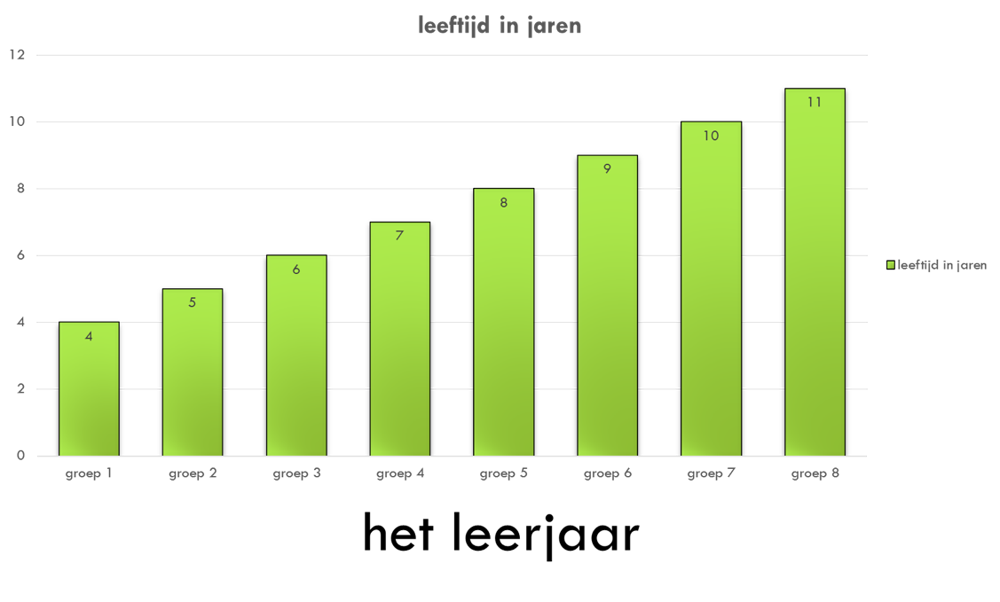 leeftijd in jaren
12
10
8
6
4
2
0
4
5
6
7
8
9
10
11
groep 1
groep 2
groep 3
groep 4
groep 5
groep 6
groep 7
groep 8
leeftijd in jaren
het leerjaar